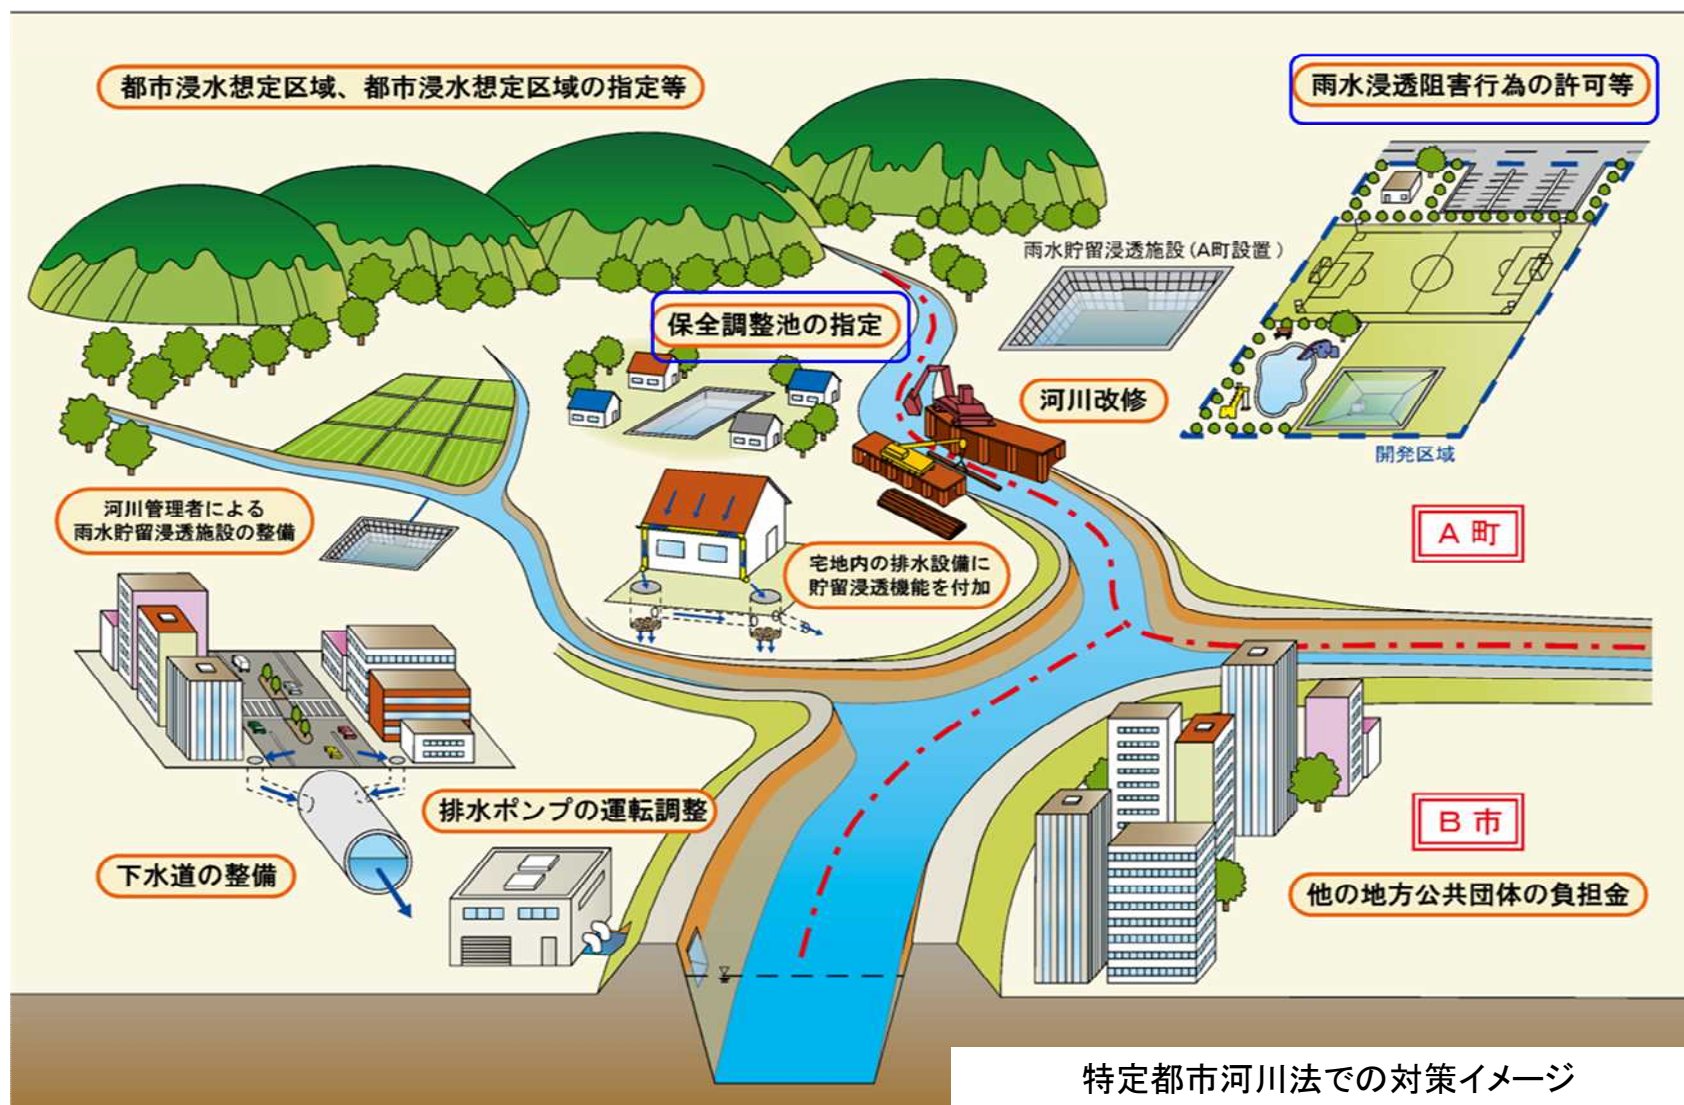 都市浸水想定区域、都市浸水想定区域の指定等
雨水浸透阻害行為の許可等
雨水貯留浸透施設(A町設置)
保全調整池の指定
河川改修
開発区域
河川管理者による
雨水貯留浸透施設の整備
A 町
宅地内の排水設備に
貯留浸透機能を付加
排水ポンプの運転調整
B 市
下水道の整備
他の地方公共団体の負担金
特定都市河川法での対策イメージ